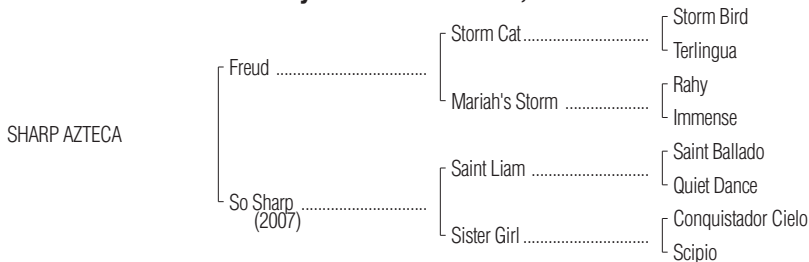 Storm Bird
Storm Cat
Terlingua
Freud
Rahy
Mariah's Storm
Immense
SHARP AZTECA
Saint Ballado
Saint Liam
Quiet Dance
So Sharp
(2007)
Conquistador Cielo
Sister Girl
Scipio